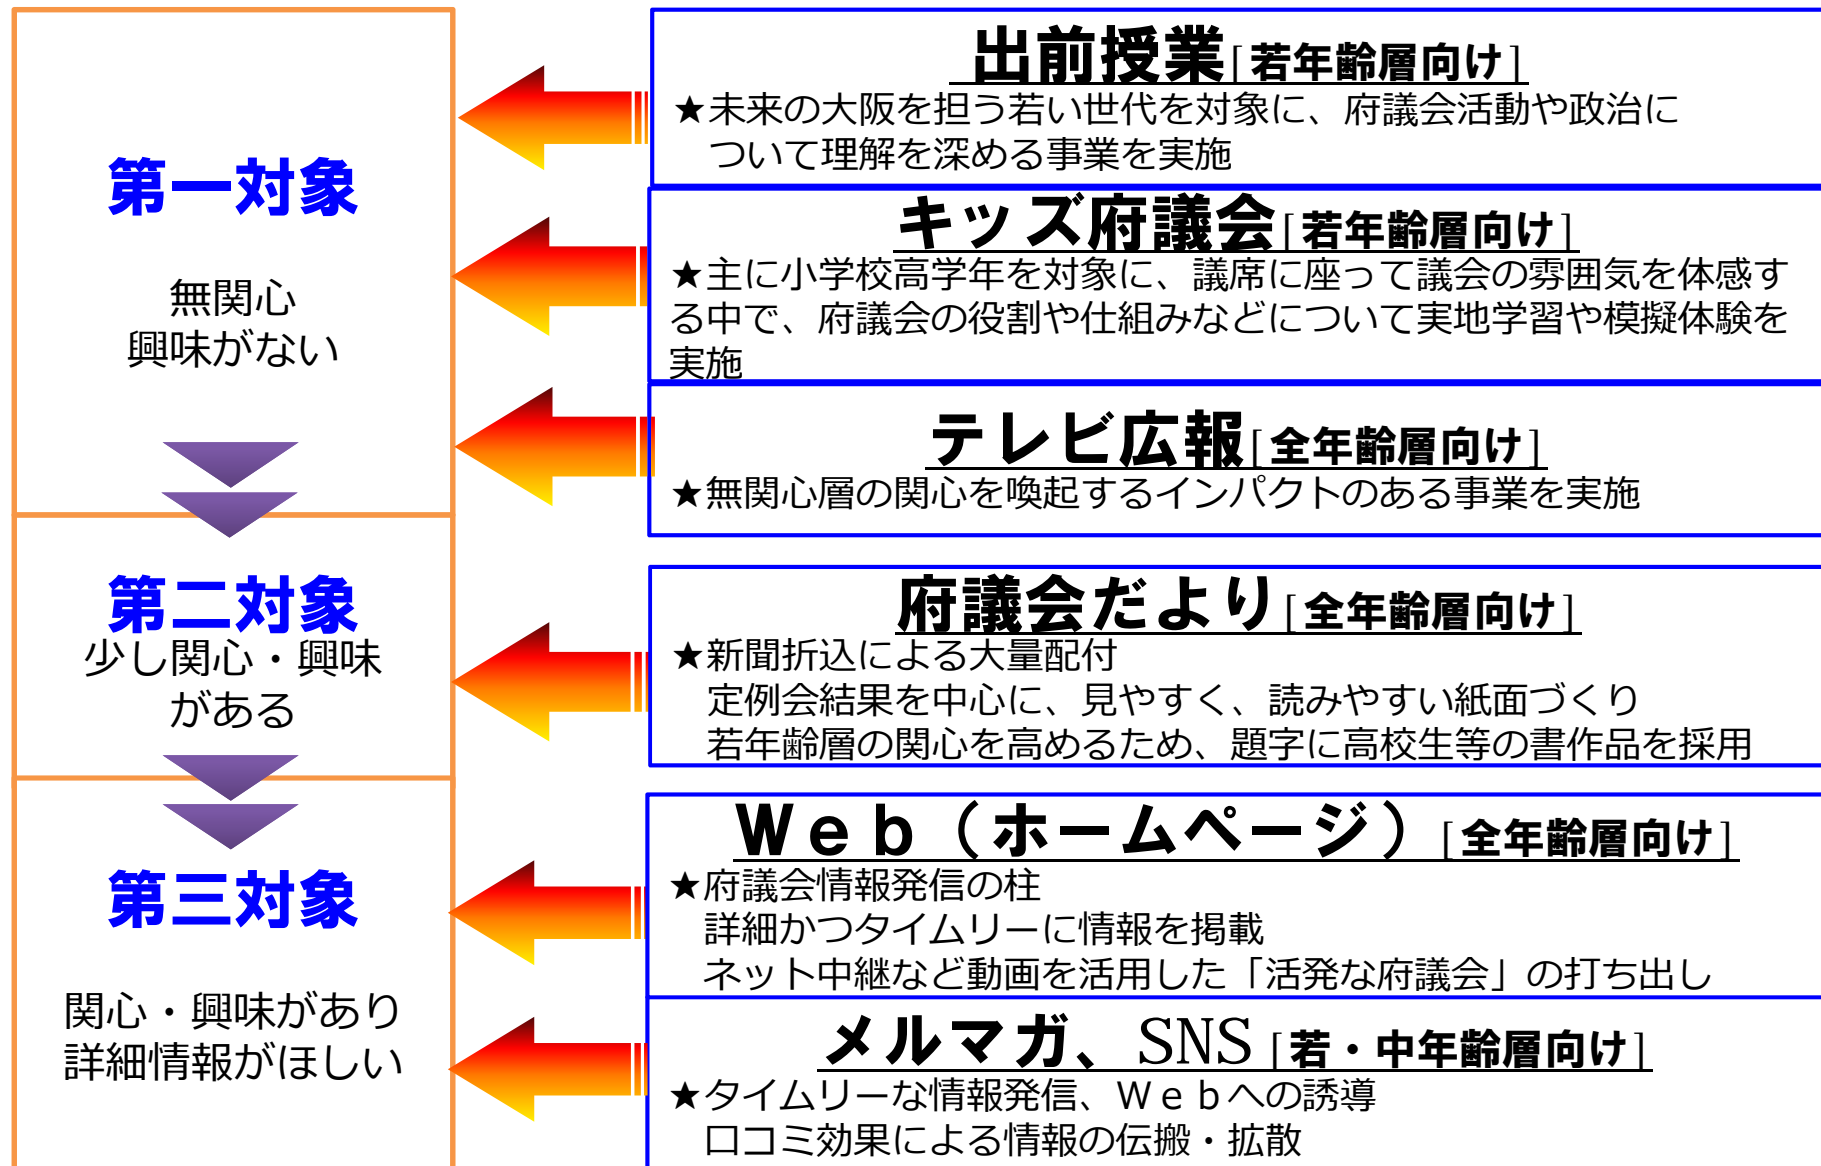 第一対象
無関心
興味がない
出前授業[若年齢層向け]
★未来の大阪を担う若い世代を対象に、府議会活動や政治に
ついて理解を深める事業を実施
キッズ府議会[若年齢層向け]
★主に小学校高学年を対象に、議席に座って議会の雰囲気を体感す
る中で、府議会の役割や仕組みなどについて実地学習や模擬体験を
実施
テレビ広報[全年齢層向け]
★無関心層の関心を喚起するインパクトのある事業を実施
第二対象
少し関心・興味
がある
府議会だより[全年齢層向け]
★新聞折込による大量配付
定例会結果を中心に、見やすく、読みやすい紙面づくり
若年齢層の関心を高めるため、題字に高校生等の書作品を採用
第三対象
関心・興味があり
詳細情報がほしい
Ｗｅｂ（ホームページ）[全年齢層向け]
★府議会情報発信の柱
詳細かつタイムリーに情報を掲載
ネット中継など動画を活用した「活発な府議会」の打ち出し
メルマガ、SNS[若・中年齢層向け]
★タイムリーな情報発信、Ｗｅｂへの誘導
口コミ効果による情報の伝搬・拡散